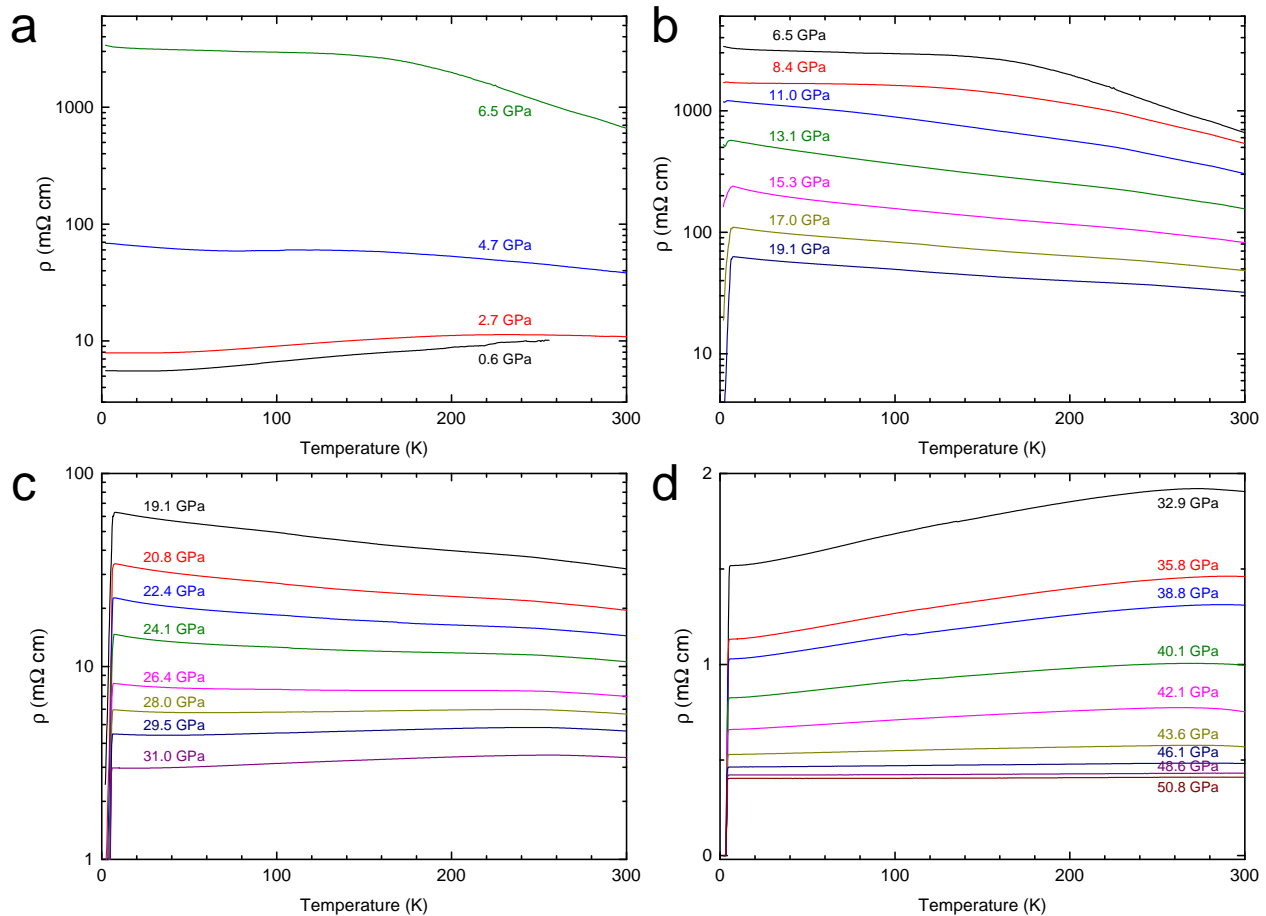 a
6.5 GPa
4.7 GPa
2.7 GPa
0.6 GPa
1000
100
10
0
100
200
300
ρ (mΩ cm)
Temperature (K)
b
6.5 GPa
8.4 GPa
11.0 GPa
13.1 GPa
15.3 GPa
17.0 GPa
19.1 GPa
1000
100
10
0
100
200
300
ρ (mΩ cm)
Temperature (K)
c
19.1 GPa
20.8 GPa
22.4 GPa
24.1 GPa
26.4 GPa
28.0 GPa
29.5 GPa
31.0 GPa
100
10
1
0
100
200
300
ρ (mΩ cm)
Temperature (K)
d
32.9 GPa
35.8 GPa
38.8 GPa
40.1 GPa
42.1 GPa
43.6 GPa
46.1 GPa
48.6 GPa
50.8 GPa
2
1
0
0
100
200
300
ρ (mΩ cm)
Temperature (K)